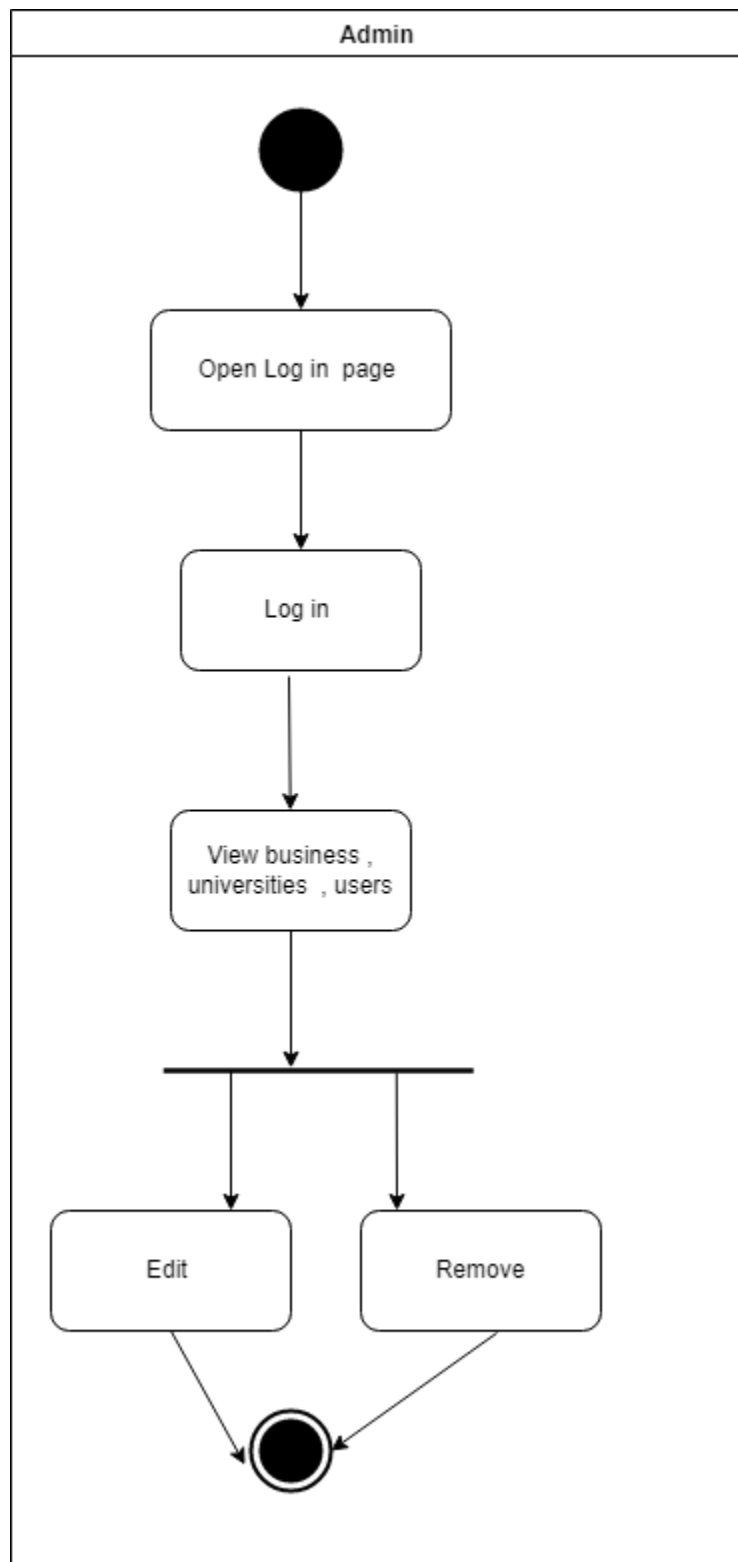 Admin
Open Log in  page
Log in
View business ,
universities  , users
Edit
Remove